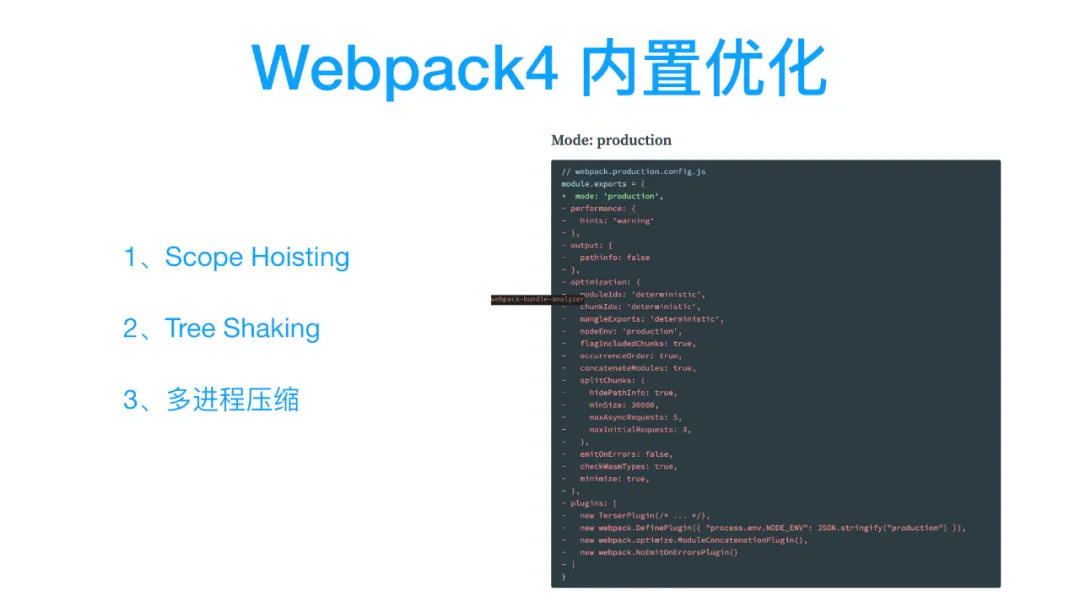 Webpack4 内置优化
1、Scope Hoisting
2、Tree Shaking
3、多进程压缩
Mode: production
// webpack.production.config.js
module.exports = {
+  mode: 'production',
- performance: {
-   hints: 'warning'
- },
- output: {
-   pathinfo: false
- },
- optimization: {
webpack-bundle-analyzer
moduleIds: 'deterministic',
chunkIds: 'deterministic',
-   mangleExports: 'deterministic',
-   nodeEnv: 'production',
-   flagIncludedChunks: true,
-   occurrenceOrder: true,
-   concatenateModules: true,
-   splitChunks: {
-     hidePathInfo: true,
-     minSize: 30000,
-     maxAsyncRequests: 5,
-     maxInitialRequests: 3,
-   },
-   emitOnErrors: false,
-   checkWasmTypes: true,
-   minimize: true,
- },
- plugins: [
-   new TerserPlugin(/* ... */),
-   new webpack.DefinePlugin({ "process.env.NODE_ENV": JSON.stringify("production") }),
-   new webpack.optimize.ModuleConcatenationPlugin(),
-   new webpack.NoEmitOnErrorsPlugin()
- ]
}